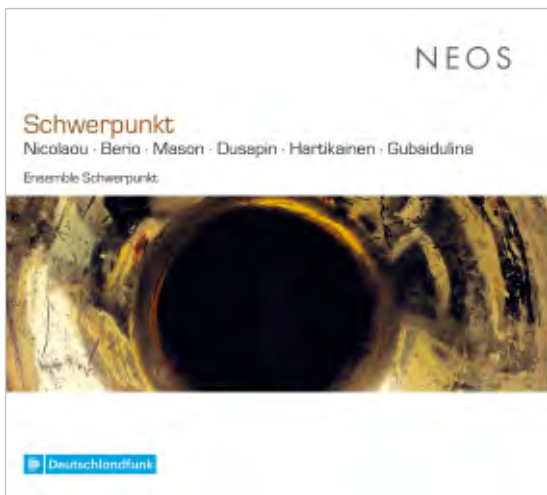 NEOS
Schwerpunkt
Nicolaou · Berio · Mason · Dusapin · Hartikainen · Gubaidulina
Ensemble Schwerpunkt
Deutschlandfunk